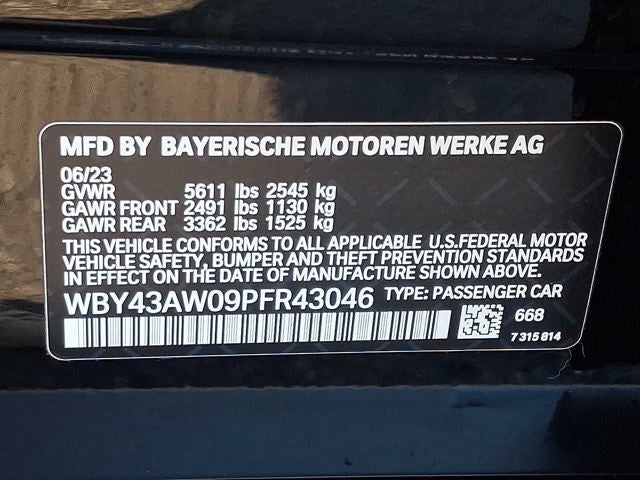 MFD BY BAYERISCHE MOTOREN WERKE AG
06/23
GVWR 5611 lbs 2545 kg
GAWR FRONT 2491 lbs 1130 kg
GAWR REAR 3362 lbs 1525 kg
THIS VEHICLE CONFORMS TO ALL APPLICABLE U.S.FEDERAL MOTOR
VEHICLE SAFETY, BUMPER AND THEFT PREVENTION STANDARDS
IN EFFECT ON THE DATE OF MANUFACTURE SHOWN ABOVE.
WBY43AW09PFR43046 TYPE: PASSENGER CAR
668
7 315 814